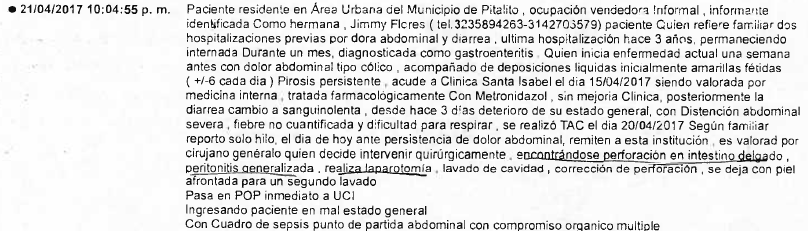 ● 21/04/2017 10:04:55 p. m. Paciente residente en Área Urbana del Municipio de Pitalito , ocupación vendedora Informal , informante
identificada Como hermana , Jimmy Flores ( tel.3235894263-3142703579) paciente Quien refiere familiar dos
hospitalizaciones previas por dora abdominal y diarrea , ultima hospitalización hace 3 años, permaneciendo
internada Durante un mes, diagnosticada como gastroenteritis . Quien inicia enfermedad actual una semana
antes con dolor abdominal tipo cólico , acompañado de deposiciones liquidas inicialmente amarillas fétidas
( +/-6 cada dia ) Pirosis persistente , acude a Clinica Santa Isabel el dia 15/04/2017 siendo valorada por
medicina interna , tratada farmacológicamente Con Metronidazol , sin mejoria Clinica, posteriormente la
diarrea cambio a sanguinolenta , desde hace 3 días deterioro de su estado general, con Distención abdominal
severa , fiebre no cuantificada y dificultad para respirar , se realizó TAC el dia 20/04/2017 Según familiar
reporto solo hilo, el dia de hoy ante persistencia de dolor abdominal, remiten a esta institución , es valorad por
cirujano genéralo quien decide intervenir quirúrgicamente , encontrándose perforación en intestino delgado ,
peritonitis generalizada , realiza laparotomía , lavado de cavidad , corrección de perforación , se deja con piel
afrontada para un segundo lavado
Pasa en POP inmediato a UCI
Ingresando paciente en mal estado general
Con Cuadro de sepsis punto de partida abdominal con compromiso organico multiple